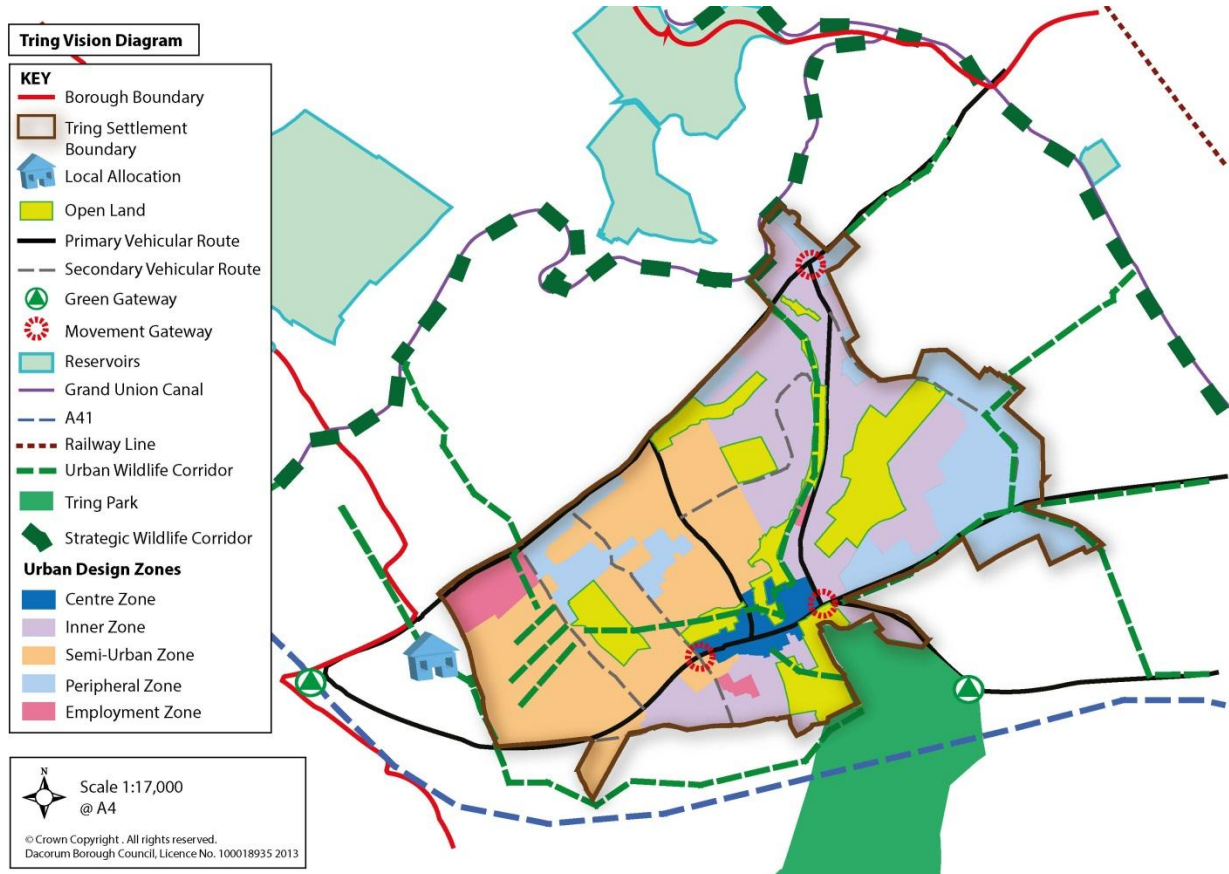 Tring Vision Diagram
KEY
Borough Boundary
Tring Settlement
Boundary
Local Allocation
Open Land
Primary Vehicular Route
Secondary Vehicular Route
Green Gateway
Movement Gateway
Reservoirs
Grand Union Canal
A41
Railway Line
Urban Wildlife Corridor
Tring Park
Strategic Wildlife Corridor
Urban Design Zones
Centre Zone
Inner Zone
Semi-Urban Zone
Peripheral Zone
Employment Zone
N
Scale 1:17,000
@ A4
© Crown Copyright . All rights reserved.
Dacorum Borough Council, Licence No. 100018935 2013